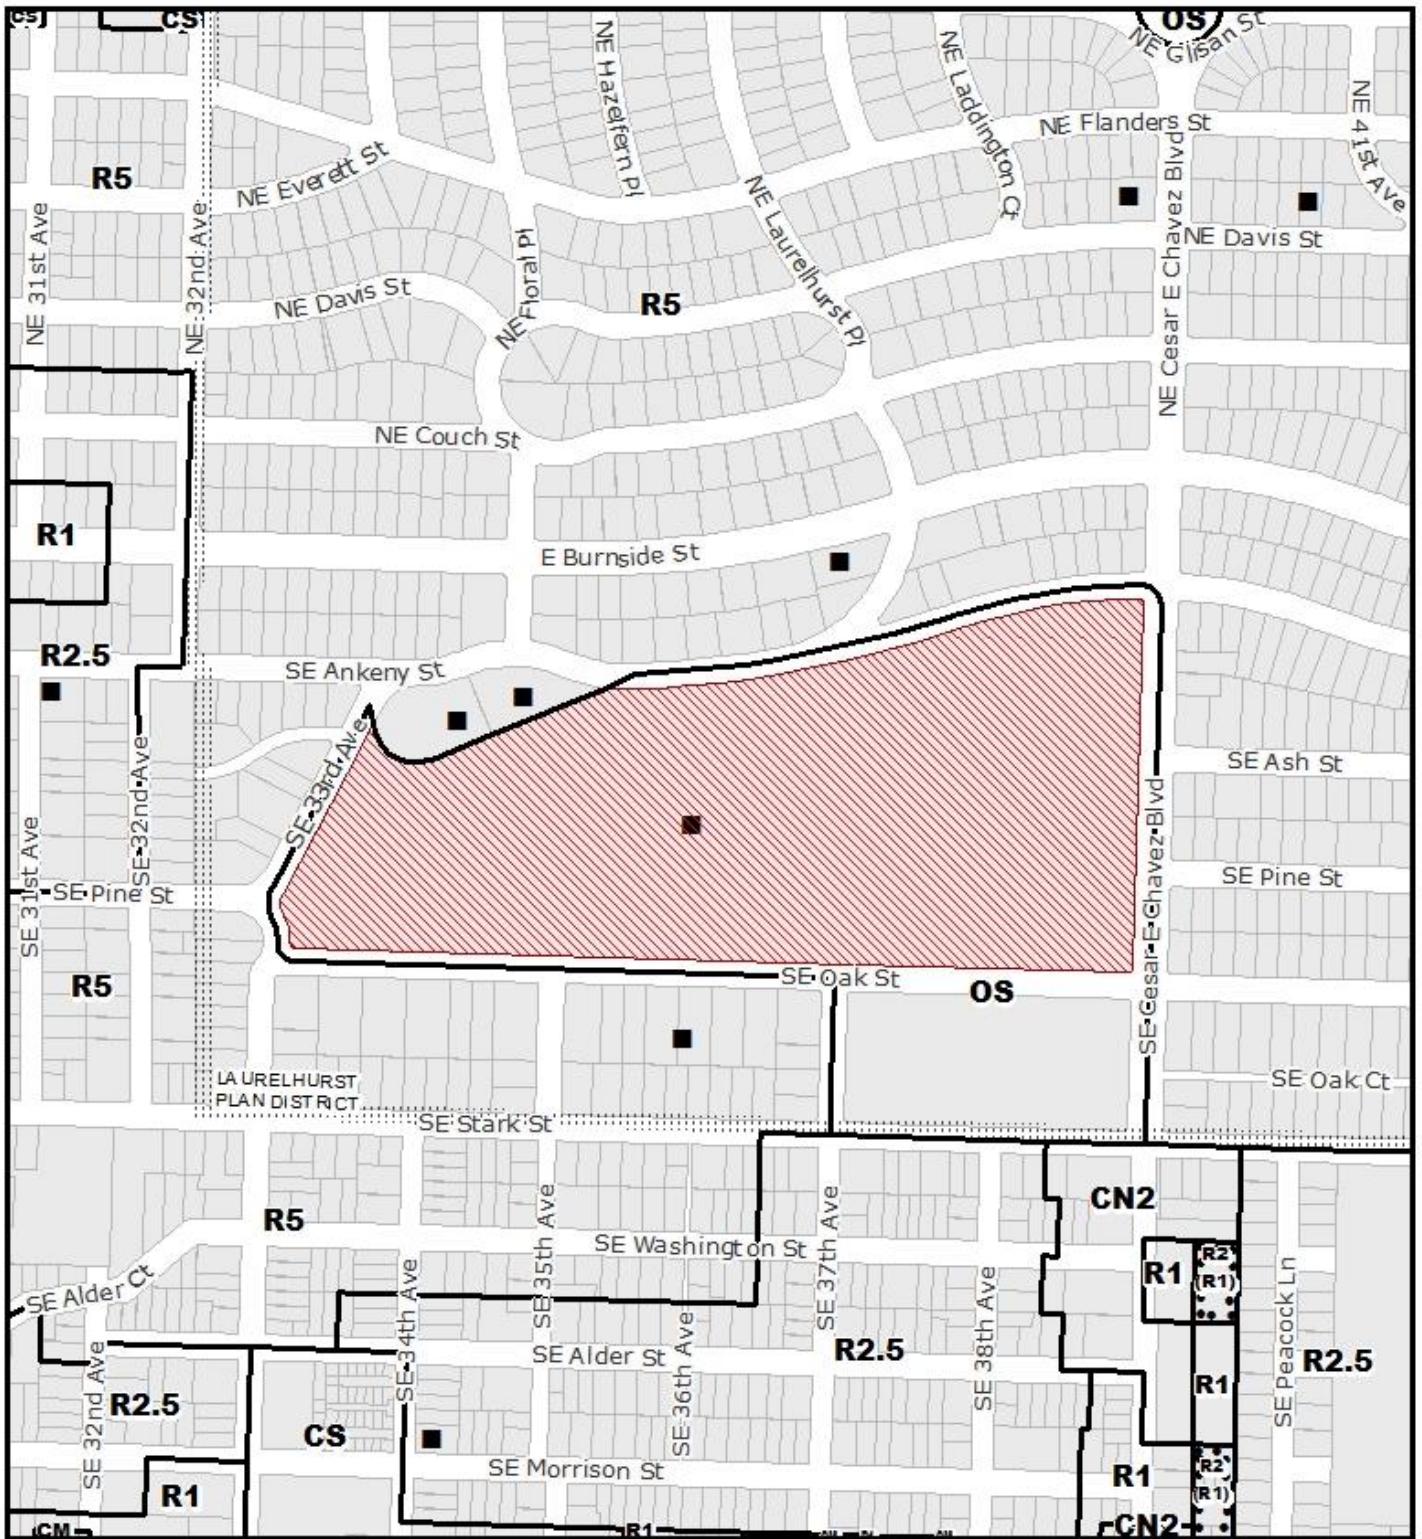 CS
CS
OS
NE Glisan St
NE Hazelfern Pl
NE Laddington Ct
NE Flanders St
NE 41st Ave
R5
NE Everett St
NE 31st Ave
NE 32nd Ave
NE Floral Pl
NE Laurelhurst Pl
NE Cesar E Chavez Blvd
NE Davis St
NE Davis St
R5
NE Couch St
R1
E Burnside St
R2.5
SE Ankeny St
SE 33rd Ave
SE 32nd Ave
SE 31st Ave
SE Ash St
SE Pine St
SE Pine St
SE Cesar E Chavez Blvd
R5
SE Oak St
OS
LAURELHURST
PLAN DISTRICT
SE Oak Ct
SE Stark St
R5
CN2
SE Washington St
SE 34th Ave
SE 35th Ave
SE 36th Ave
SE 37th Ave
SE 38th Ave
SE Peacock Ln
R1
R2
(R1)
SE Alder Ct
SE Alder St
R2.5
R2.5
R1
SE 32nd Ave
R2.5
CS
SE Morrison St
R1
R2
(R1)
R1
CM
R1
CN2